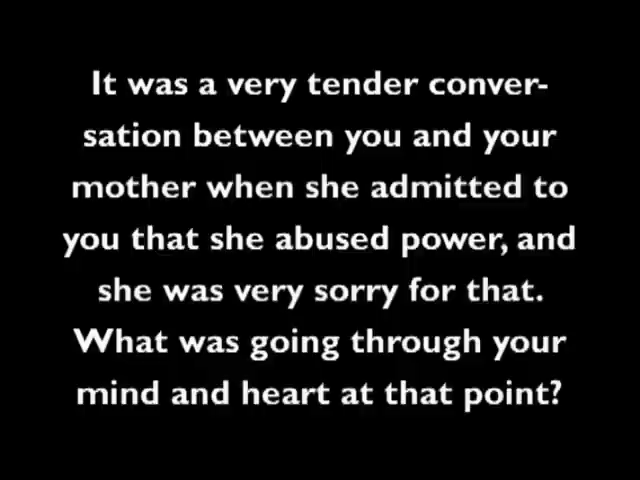 It was a very tender conver-
sation between you and your
mother when she admitted to
you that she abused power, and
she was very sorry for that.
What was going through your
mind and heart at that point?